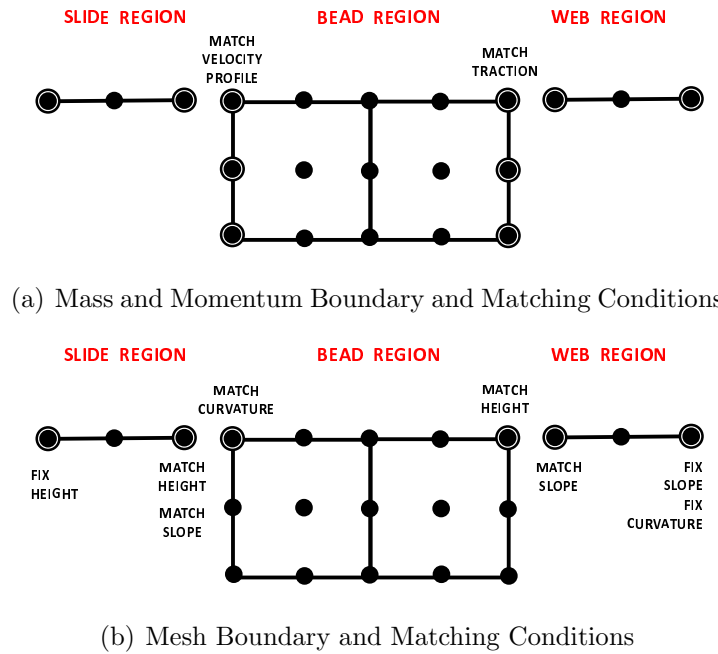 SLIDE REGION
BEAD REGION
WEB REGION
MATCH
VELOCITY
PROFILE
MATCH
TRACTION
(a) Mass and Momentum Boundary and Matching Conditions
SLIDE REGION
BEAD REGION
WEB REGION
MATCH
CURVATURE
MATCH
HEIGHT
FIX
HEIGHT
MATCH
HEIGHT
MATCH
SLOPE
MATCH
SLOPE
FIX
SLOPE
FIX
CURVATURE
(b) Mesh Boundary and Matching Conditions